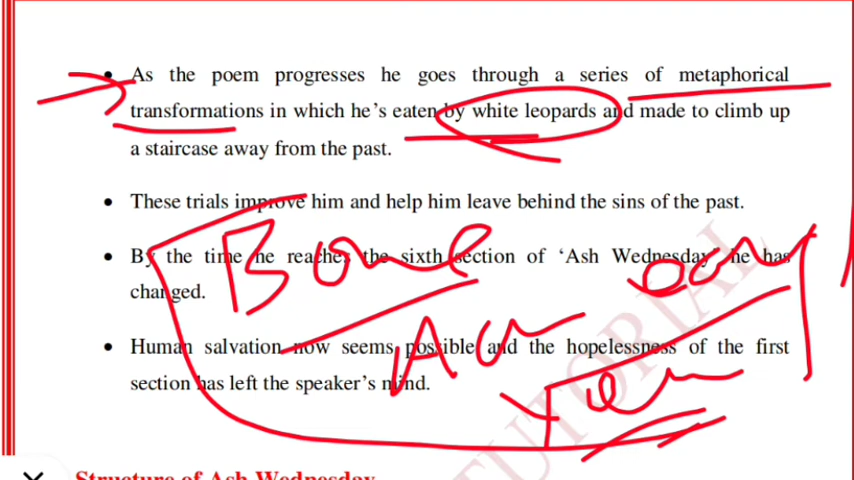 • As the poem progresses he goes through a series of metaphorical
transformations in which he's eaten by white leopards and made to climb up
a staircase away from the past.
• These trials improve him and help him leave behind the sins of the past.
• By the time he reaches the sixth section of 'Ash Wednesday' he has
changed.
Bone
• Human salvation now seems possible and the hopelessness of the first
section has left the speaker's mind.
TUTORIAL
Structure of Ash Wednesday